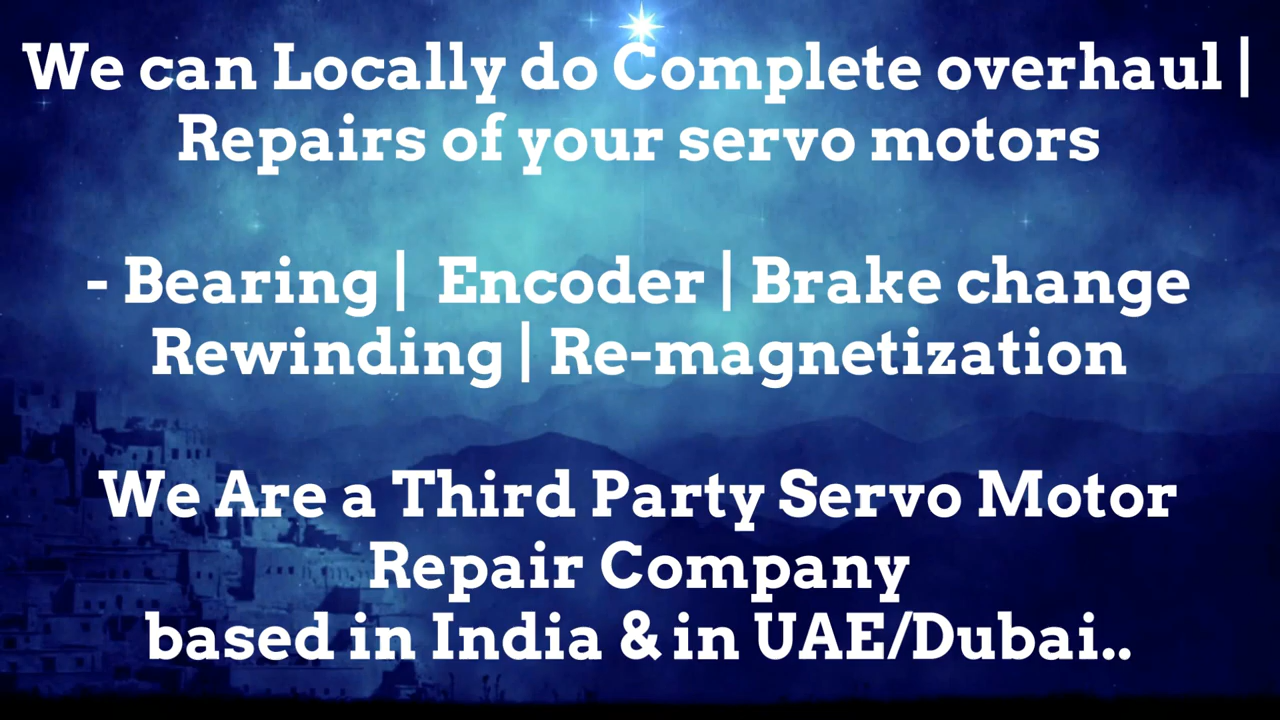 We can Locally do Complete overhaul |
Repairs of your servo motors
- Bearing | Encoder | Brake change
Rewinding | Re-magnetization
We Are a Third Party Servo Motor
Repair Company
based in India & in UAE/Dubai..